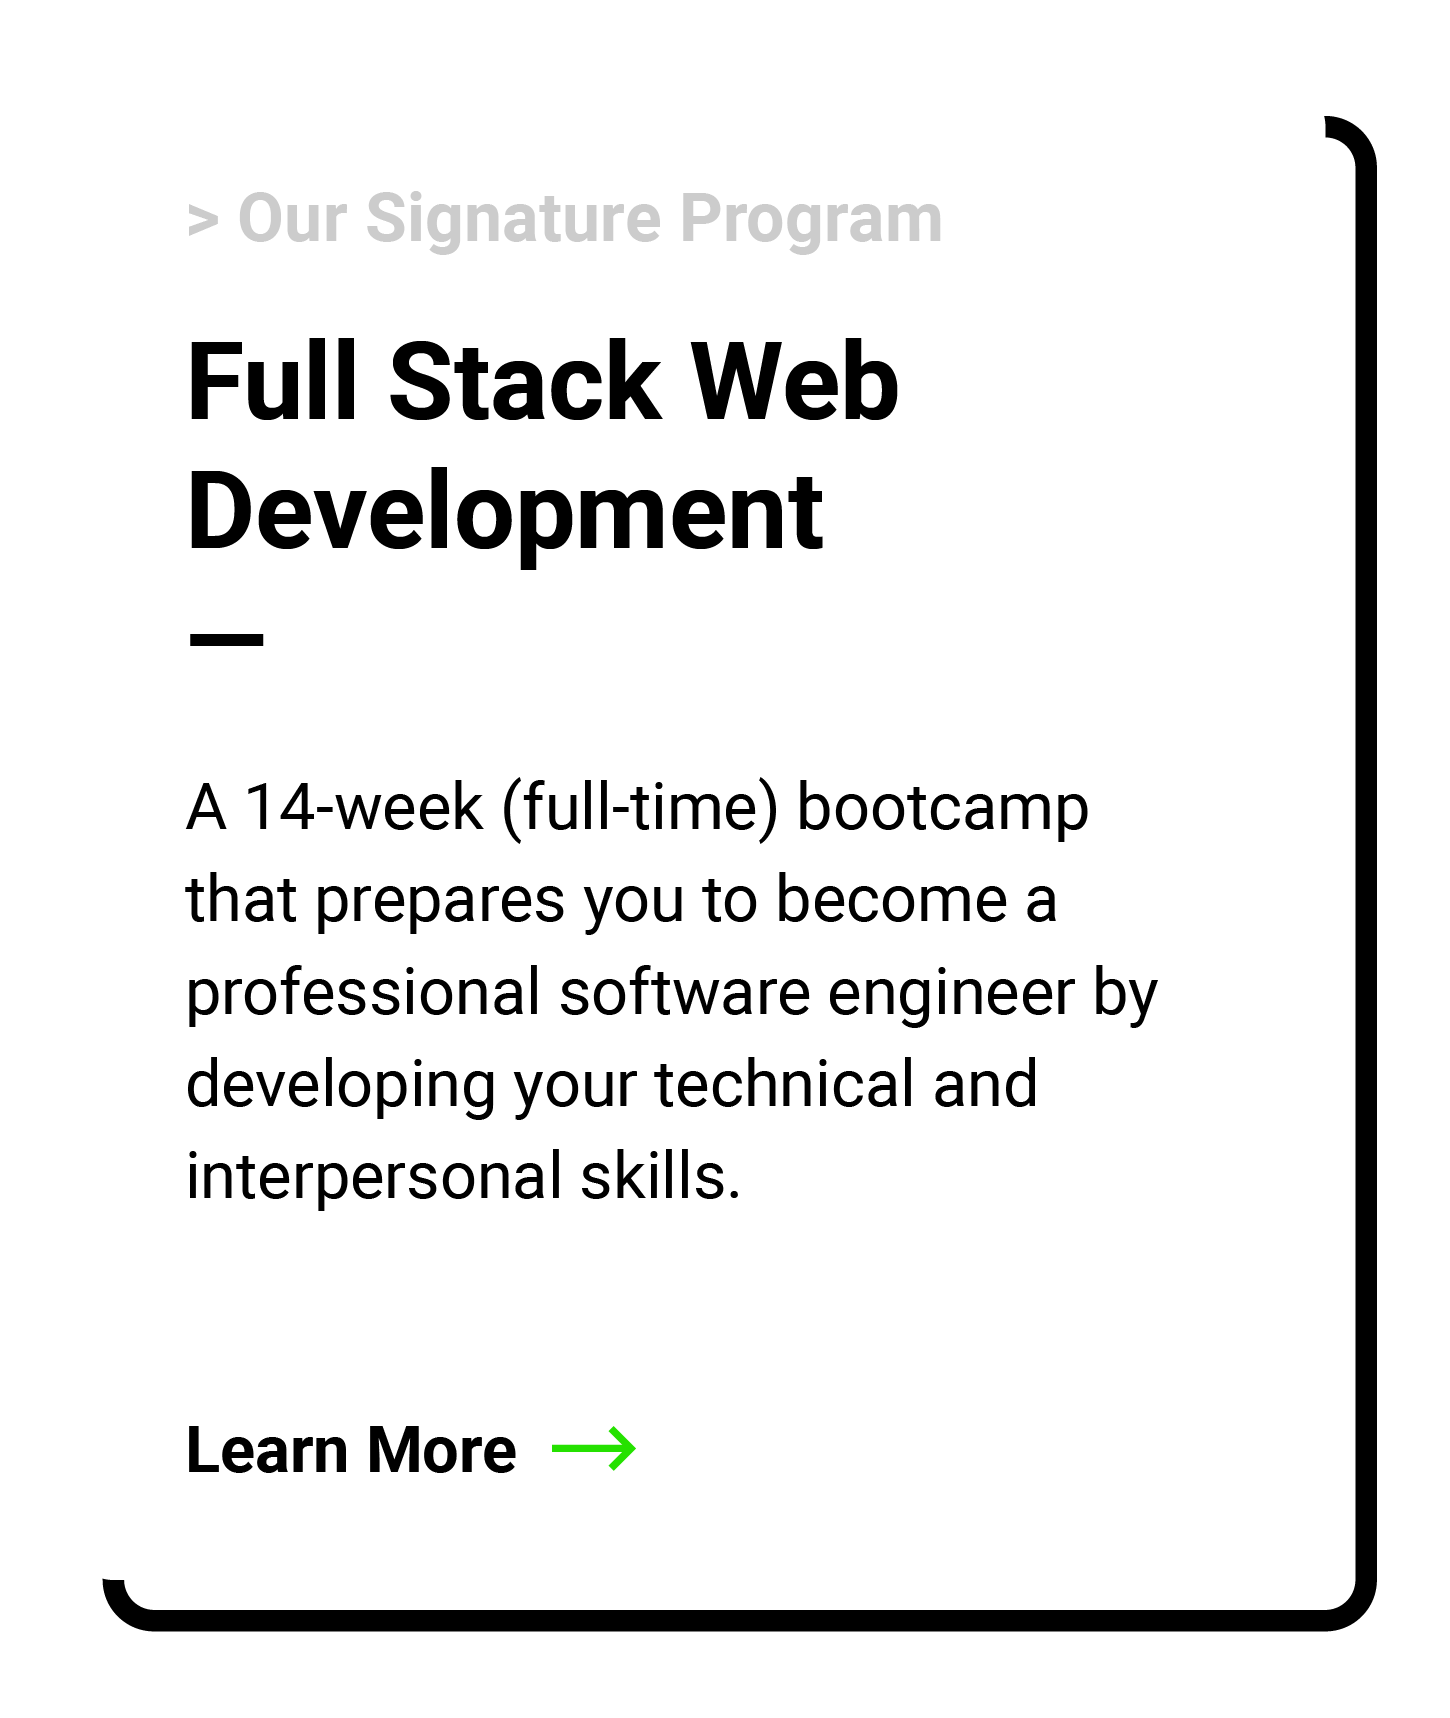 > Our Signature Program
Full Stack Web
Development
A 14-week (full-time) bootcamp
that prepares you to become a
professional software engineer by
developing your technical and
interpersonal skills.
Learn More →